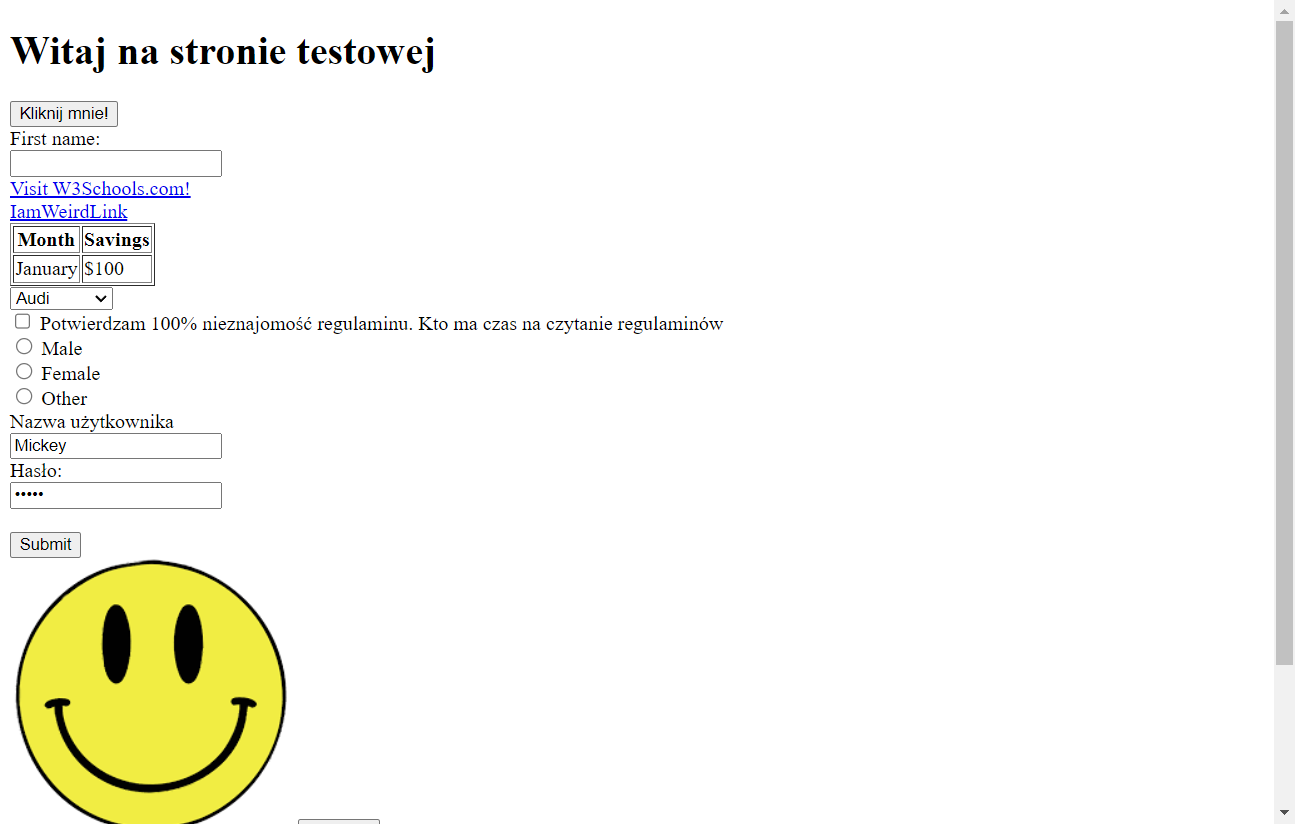 Witaj na stronie testowej
Kliknij mnie!
First name:
Visit W3Schools.com!
IamWeirdLink
Month Savings
January $100
Audi
Potwierdzam 100% nieznajomość regulaminu. Kto ma czas na czytanie regulaminów
Male
Female
Other
Nazwa użytkownika
Mickey
Hasło:
•••••
Submit